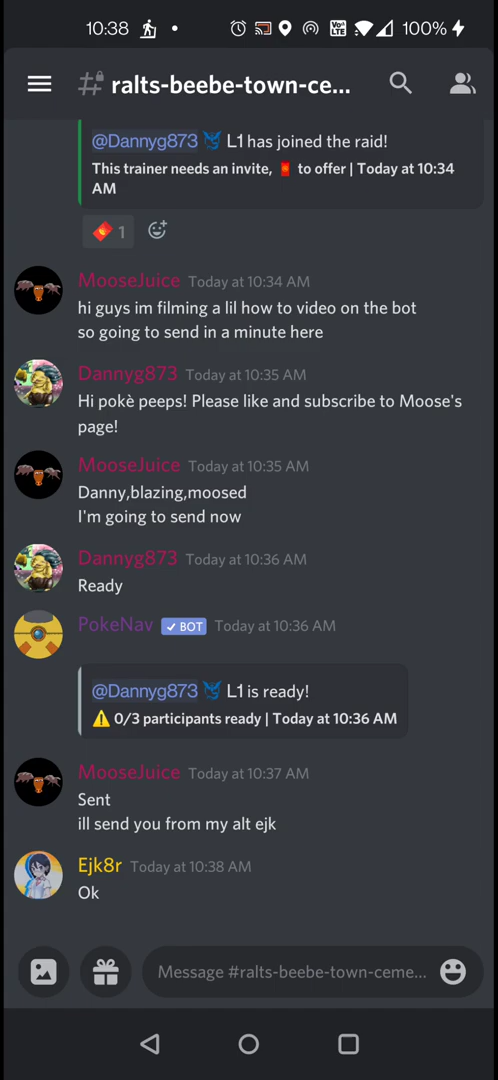 10:38
Vo LTE
100%
# ralts-beebe-town-ce...
@Dannyg873 L1 has joined the raid!
This trainer needs an invite, to offer | Today at 10:34
AM
1
MooseJuice Today at 10:34 AM
hi guys im filming a lil how to video on the bot
so going to send in a minute here
Dannyg873 Today at 10:35 AM
Hi pokè peeps! Please like and subscribe to Moose's
page!
MooseJuice Today at 10:35 AM
Danny,blazing,moosed
I'm going to send now
Dannyg873 Today at 10:36 AM
Ready
PokeNav ✓ BOT Today at 10:36 AM
@Dannyg873 L1 is ready!
⚠ 0/3 participants ready | Today at 10:36 AM
MooseJuice Today at 10:37 AM
Sent
ill send you from my alt ejk
Ejk8r Today at 10:38 AM
Ok
Message #ralts-beebe-town-ceme...